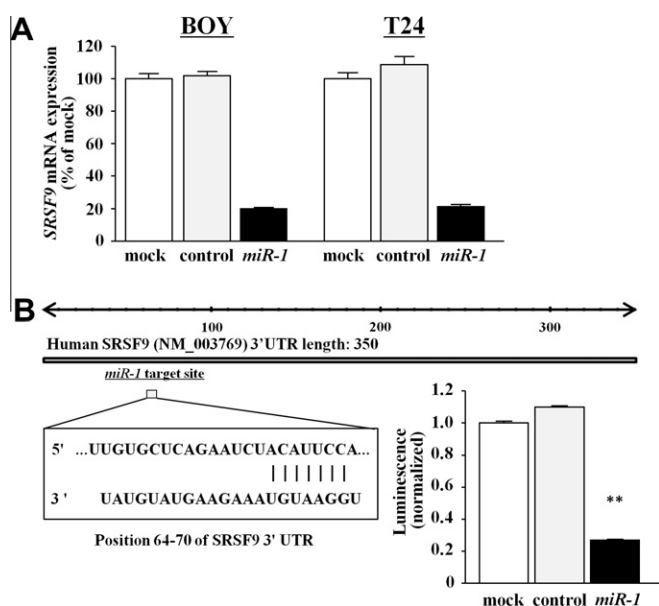 A
BOY
T24
SRSF9 mRNA expression
(% of mock)
120
100
80
60
40
20
0
mock control miR-1
mock control miR-1
B
100 200 300
Human SRSF9 (NM_003769) 3'UTR length: 350
miR-1 target site
5' ...UUGUGCUCAGAAUCUACAUUCCA...
3' UAUGUAUGAAGAAAUGUAAGGU
Position 64-70 of SRSF9 3' UTR
Luminescence
(normalized)
1.2
1.0
0.8
0.6
0.4
0.2
0
**
mock control miR-1